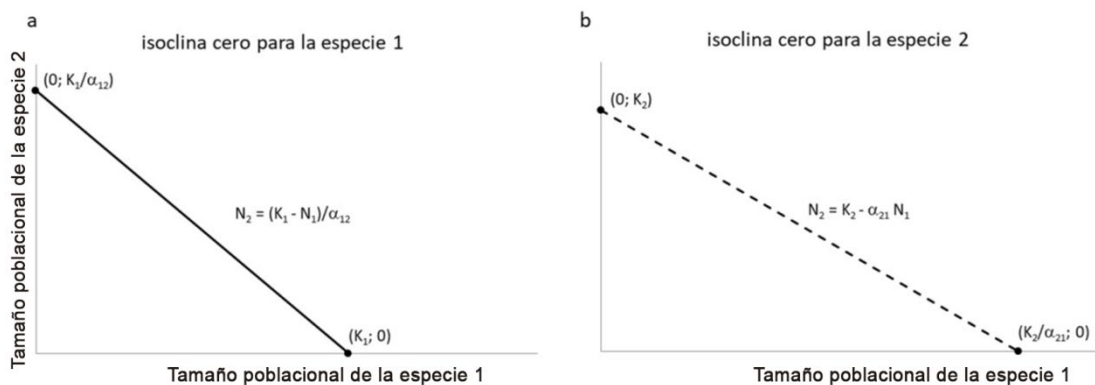 a
isoclina cero para la especie 1
Tamaño poblacional de la especie 2
(0; K₁/α₁₂)
N₂ = (K₁ - N₁)/α₁₂
(K₁; 0)
Tamaño poblacional de la especie 1
b
isoclina cero para la especie 2
(0; K₂)
N₂ = K₂ - α₂₁ N₁
(K₂/α₂₁; 0)
Tamaño poblacional de la especie 1